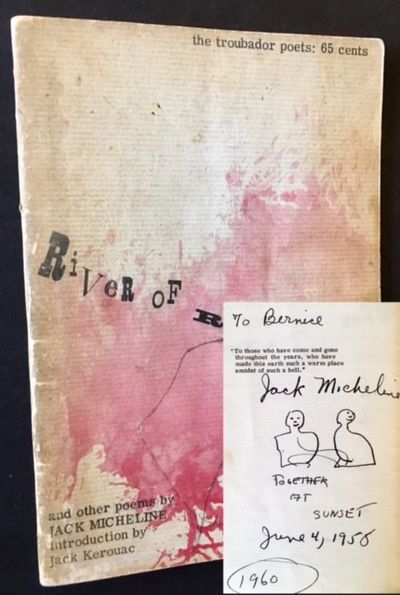 the troubador poets: 65 cents
RiVeR OF R
and other poems by
JACK MICHELINE
introduction by
Jack Kerouac
To Bernice
"To those who have come and gone
throughout the years, who have
made this earth such a warm place
amidst of such a hell."
Jack Micheline
TOGETHER
AT
SUNSET
June 4, 1958
1960